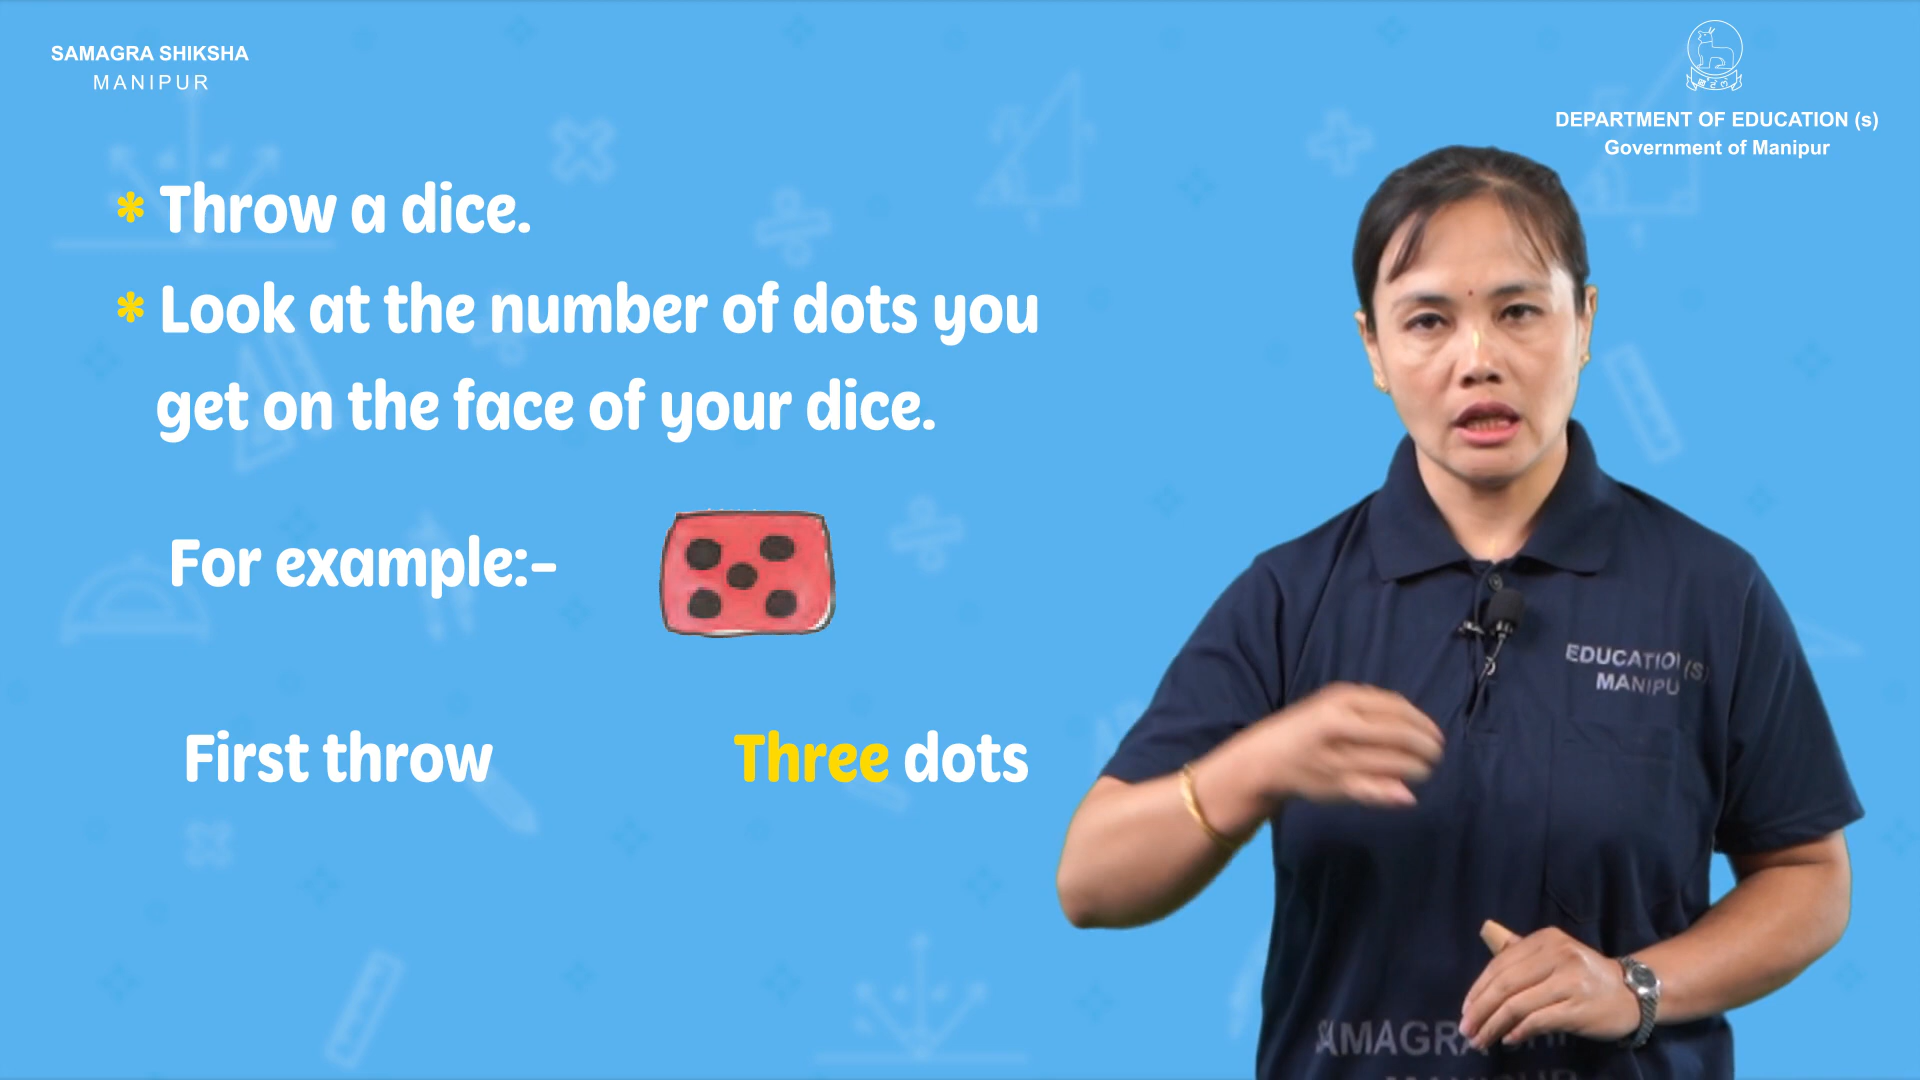 SAMAGRA SHIKSHA
MANIPUR
DEPARTMENT OF EDUCATION (s)
Government of Manipur
* Throw a dice.
* Look at the number of dots you
get on the face of your dice.
For example:-
First throw
Three dots
EDUCATIO (S)
MANIPU
SAMAGRA